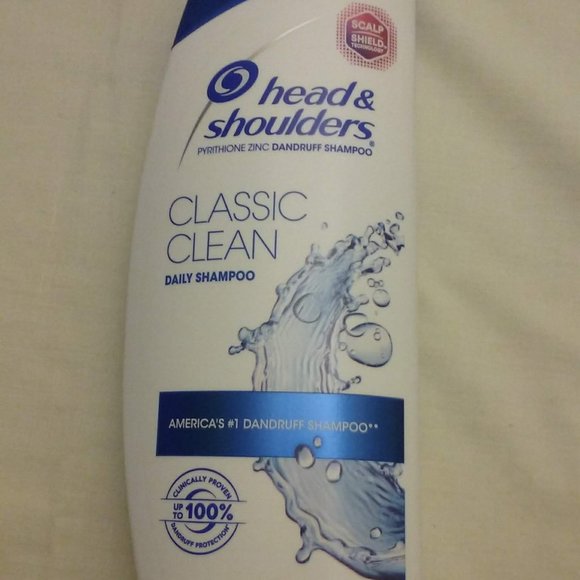 SCALP
SHIELD
TECHNOLOGY
head &
shoulders®
PYRITHIONE ZINC DANDRUFF SHAMPOO
CLASSIC
CLEAN
DAILY SHAMPOO
AMERICA'S #1 DANDRUFF SHAMPOO**
CLINICALLY PROVEN
UP TO 100%
DANDRUFF PROTECTION*